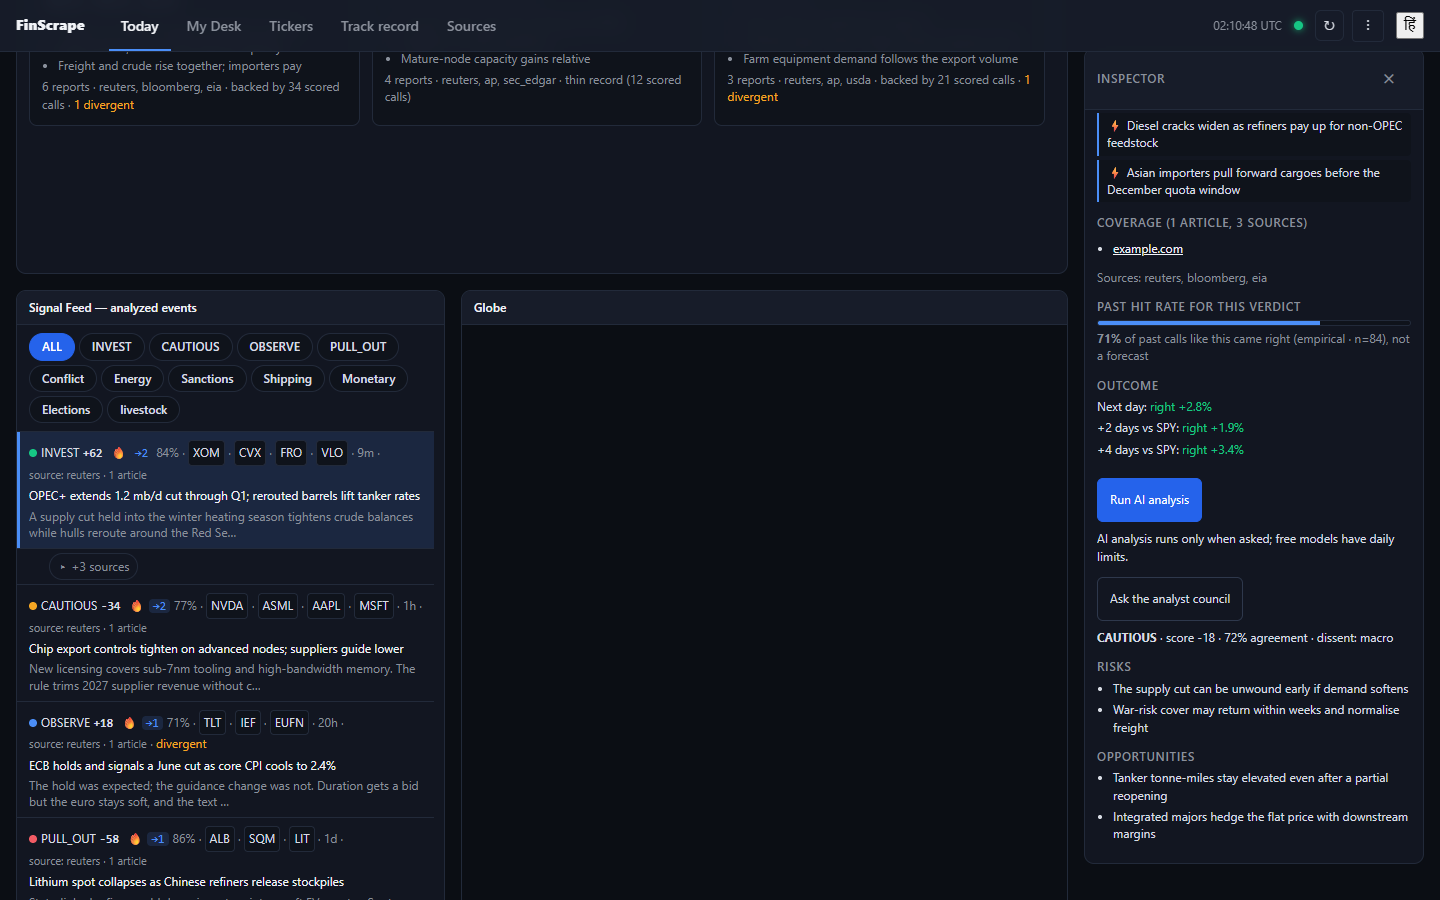 FinScrape
Today
My Desk
Tickers
Track record
Sources
02:10:48 UTC
हिं
• Freight and crude rise together; importers pay
6 reports · reuters, bloomberg, eia · backed by 34 scored
calls · 1 divergent
• Mature-node capacity gains relative
4 reports · reuters, ap, sec_edgar · thin record (12 scored
calls)
• Farm equipment demand follows the export volume
3 reports · reuters, ap, usda · backed by 21 scored calls · 1
divergent
Signal Feed — analyzed events
ALL
INVEST
CAUTIOUS
OBSERVE
PULL_OUT
Conflict
Energy
Sanctions
Shipping
Monetary
Elections
livestock
INVEST +62 🔥 →2 84% · XOM · CVX · FRO · VLO · 9m ·
source: reuters · 1 article
OPEC+ extends 1.2 mb/d cut through Q1; rerouted barrels lift tanker rates
A supply cut held into the winter heating season tightens crude balances
while hulls reroute around the Red Se...
▸ +3 sources
CAUTIOUS -34 🔥 →2 77% · NVDA · ASML · AAPL · MSFT · 1h ·
source: reuters · 1 article
Chip export controls tighten on advanced nodes; suppliers guide lower
New licensing covers sub-7nm tooling and high-bandwidth memory. The
rule trims 2027 supplier revenue without c...
OBSERVE +18 🔥 →1 71% · TLT · IEF · EUFN · 20h ·
source: reuters · 1 article · divergent
ECB holds and signals a June cut as core CPI cools to 2.4%
The hold was expected; the guidance change was not. Duration gets a bid
but the euro stays soft, and the text ...
PULL_OUT -58 🔥 →1 86% · ALB · SQM · LIT · 1d ·
source: reuters · 1 article
Lithium spot collapses as Chinese refiners release stockpiles
Globe
INSPECTOR
⚡ Diesel cracks widen as refiners pay up for non-OPEC
feedstock
⚡ Asian importers pull forward cargoes before the
December quota window
COVERAGE (1 ARTICLE, 3 SOURCES)
• example.com
Sources: reuters, bloomberg, eia
PAST HIT RATE FOR THIS VERDICT
71% of past calls like this came right (empirical · n=84), not
a forecast
OUTCOME
Next day: right +2.8%
+2 days vs SPY: right +1.9%
+4 days vs SPY: right +3.4%
Run AI analysis
AI analysis runs only when asked; free models have daily
limits.
Ask the analyst council
CAUTIOUS · score -18 · 72% agreement · dissent: macro
RISKS
• The supply cut can be unwound early if demand softens
• War-risk cover may return within weeks and normalise
freight
OPPORTUNITIES
• Tanker tonne-miles stay elevated even after a partial
reopening
• Integrated majors hedge the flat price with downstream
margins